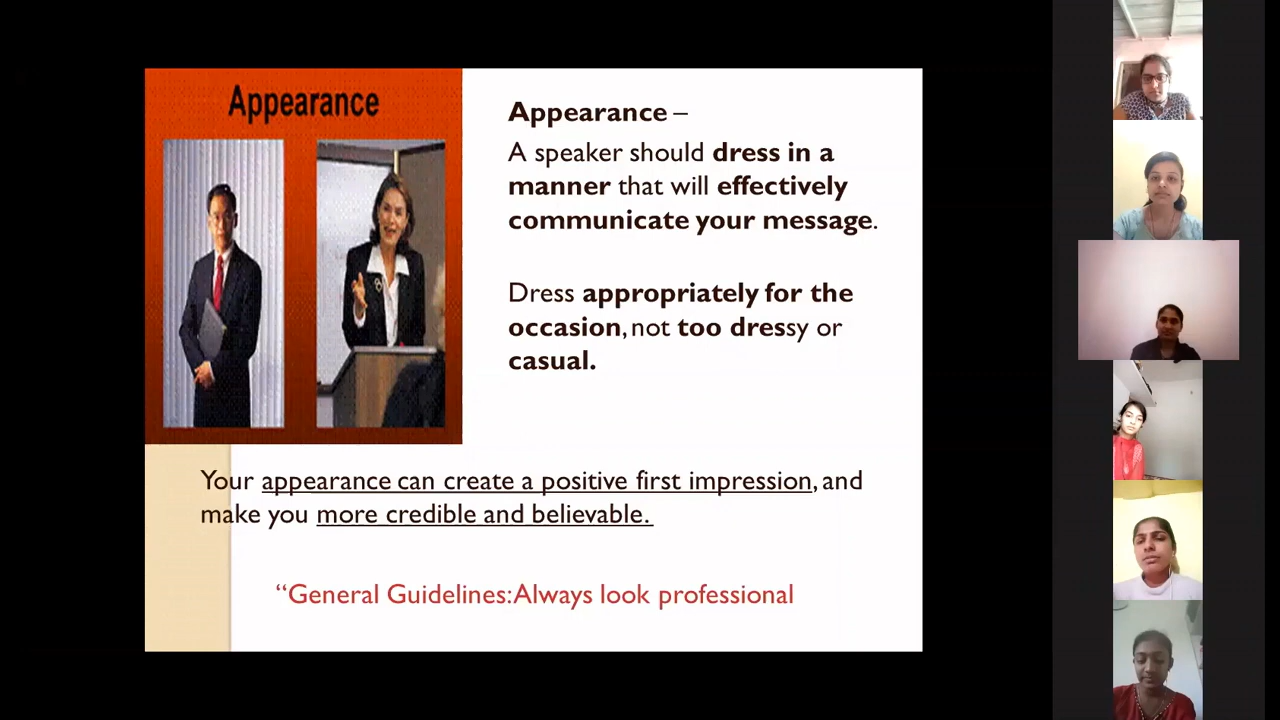 Appearance
Appearance –
A speaker should dress in a
manner that will effectively
communicate your message.
Dress appropriately for the
occasion, not too dressy or
casual.
Your appearance can create a positive first impression, and
make you more credible and believable.
“General Guidelines: Always look professional